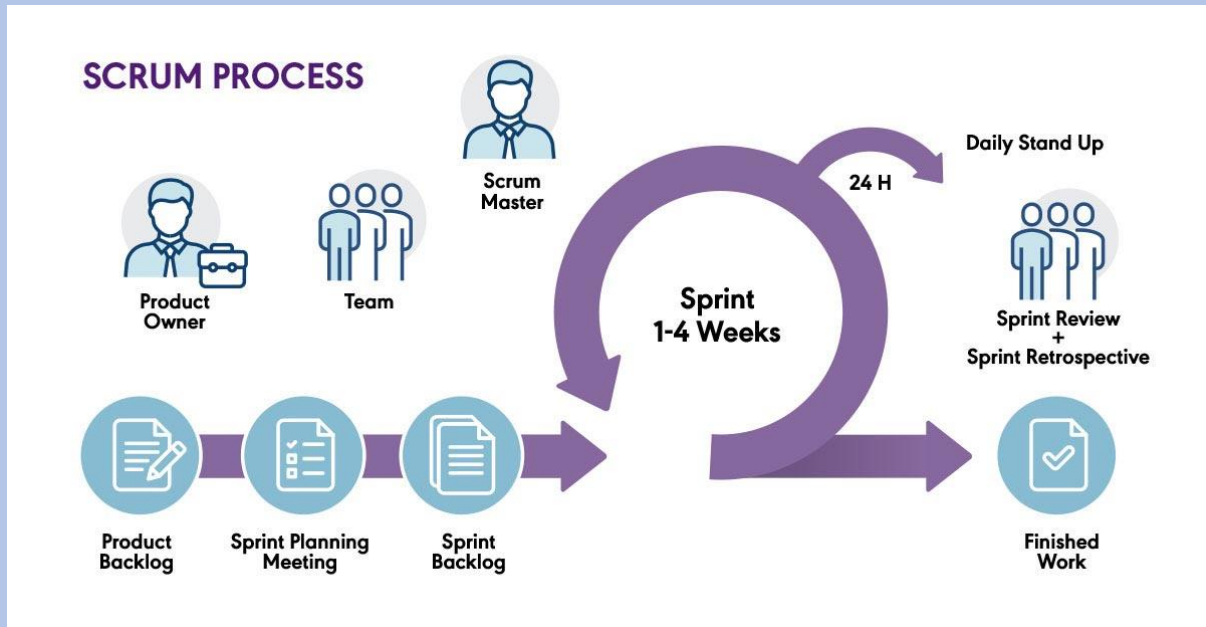 SCRUM PROCESS
Scrum
Master
Product
Owner
Team
Sprint
1-4 Weeks
24 H
Daily Stand Up
Sprint Review
+
Sprint Retrospective
Product
Backlog
Sprint Planning
Meeting
Sprint
Backlog
Finished
Work